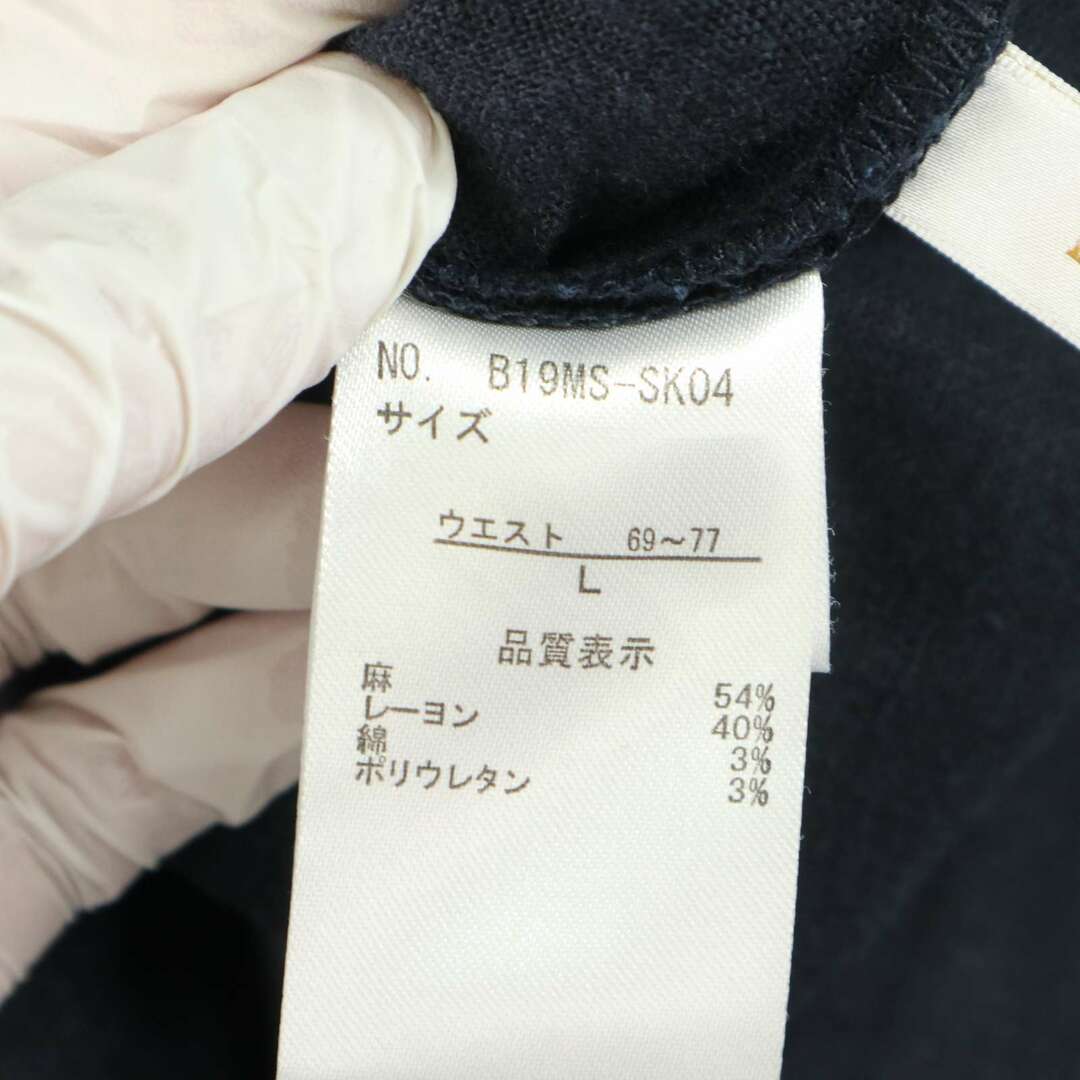 NO. B19MS-SK04
サイズ
ウエスト 69～77
L
品質表示
麻 54%
レーヨン 40%
綿 3%
ポリウレタン 3%